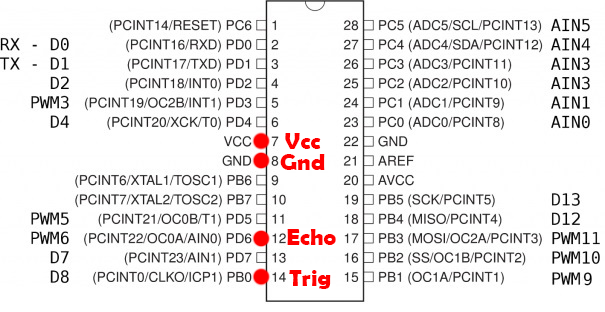 (PCINT14/RESET) PC6 1 28 PC5 (ADC5/SCL/PCINT13) AIN5
RX - D0 (PCINT16/RXD) PD0 2 27 PC4 (ADC4/SDA/PCINT12) AIN4
TX - D1 (PCINT17/TXD) PD1 3 26 PC3 (ADC3/PCINT11) AIN3
D2 (PCINT18/INT0) PD2 4 25 PC2 (ADC2/PCINT10) AIN3
PWM3 (PCINT19/OC2B/INT1) PD3 5 24 PC1 (ADC1/PCINT9) AIN1
D4 (PCINT20/XCK/T0) PD4 6 23 PC0 (ADC0/PCINT8) AIN0
VCC 7 Vcc 22 GND
GND 8 Gnd 21 AREF
(PCINT6/XTAL1/TOSC1) PB6 9 20 AVCC
(PCINT7/XTAL2/TOSC2) PB7 10 19 PB5 (SCK/PCINT5) D13
PWM5 (PCINT21/OC0B/T1) PD5 11 18 PB4 (MISO/PCINT4) D12
PWM6 (PCINT22/OC0A/AIN0) PD6 12 Echo 17 PB3 (MOSI/OC2A/PCINT3) PWM11
D7 (PCINT23/AIN1) PD7 13 16 PB2 (SS/OC1B/PCINT2) PWM10
D8 (PCINT0/CLKO/ICP1) PB0 14 Trig 15 PB1 (OC1A/PCINT1) PWM9